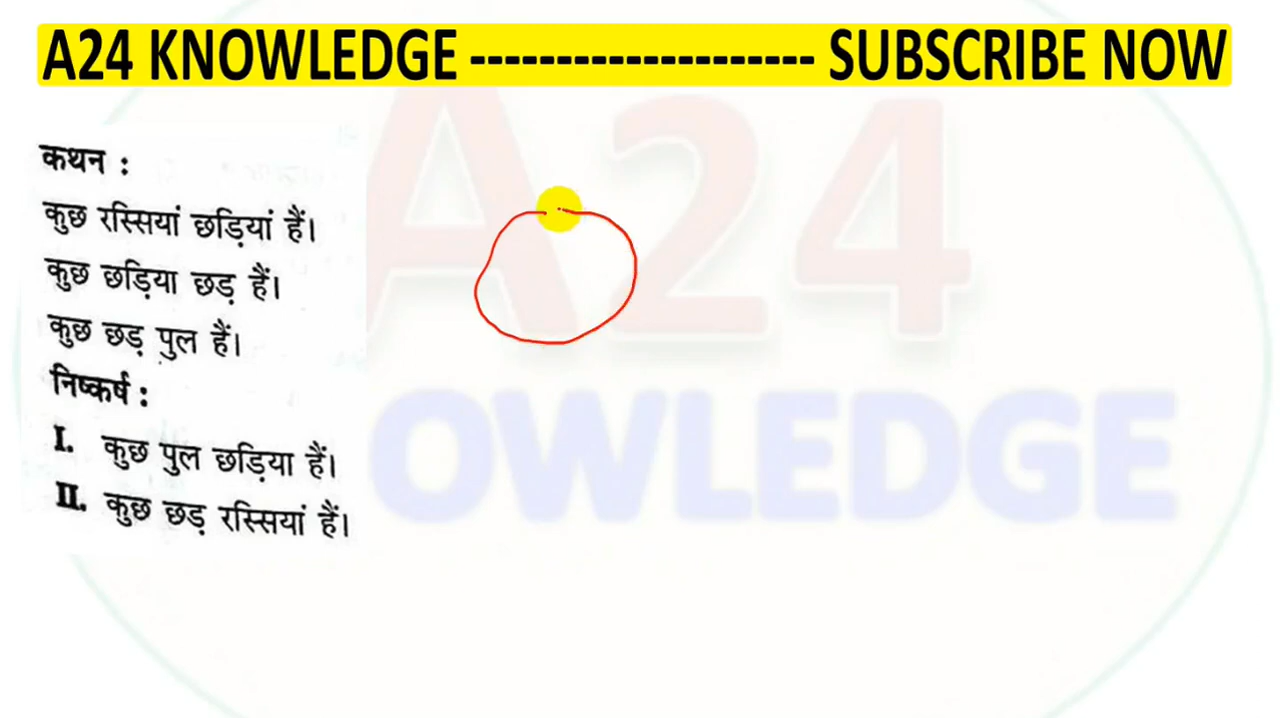 A24 KNOWLEDGE --------------------- SUBSCRIBE NOW
A24
OWLEDGE
कथन :
कुछ रस्सियां छड़ियां हैं।
कुछ छड़िया छड़ हैं।
कुछ छड़ पुल हैं।
निष्कर्ष :
I. कुछ पुल छड़िया हैं।
II. कुछ छड़ रस्सियां हैं।